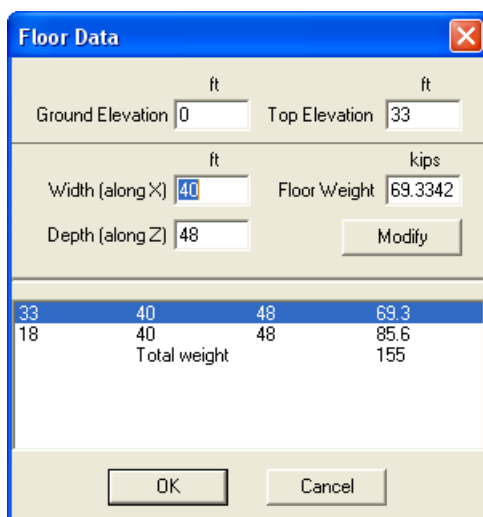 Floor Data
ft ft
Ground Elevation 0 Top Elevation 33
ft kips
Width (along X) 40 Floor Weight 69.3342
Depth (along Z) 48 Modify
33 40 48 69.3
18 40 48 85.6
Total weight 155
OK Cancel